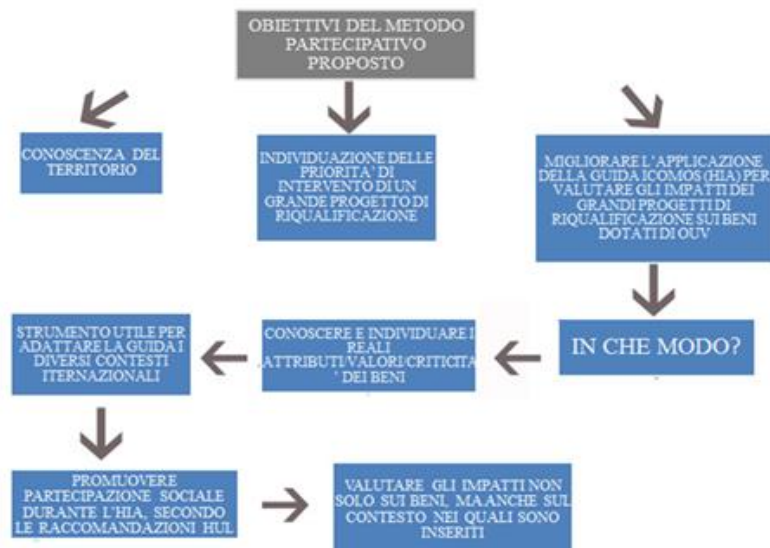 OBIETTIVI DEL METODO
PARTECIPATIVO
PROPOSTO
CONOSCENZA DEL
TERRITORIO
INDIVIDUAZIONE DELLE
PRIORITA' DI
INTERVENTO DI UN
GRANDE PROGETTO DI
RIQUALIFICAZIONE
MIGLIORARE L'APPLICAZIONE
DELLA GUIDA ICOMOS (HIA) PER
VALUTARE GLI IMPATTI DEI
GRANDI PROGETTI DI
RIQUALIFICAZIONE SUI BENI
DOTATI DI OUV
IN CHE MODO?
CONOSCERE E INDIVIDUARE I
REALI
.ATTRIBUTI/VALORI/CRITICITA
' DEI BENI
STRUMENTO UTILE PER
ADATTARE LA GUIDA I
DIVERSI CONTESTI
ITERNAZIONALI
PROMUOVERE
PARTECIPAZIONE SOCIALE
DURANTE L'HIA, SECONDO
LE RACCOMANDAZIONI HUL
VALUTARE GLI IMPATTI NON
SOLO SUI BENI, MA ANCHE SUL
CONTESTO NEI QUALI SONO
INSERITI